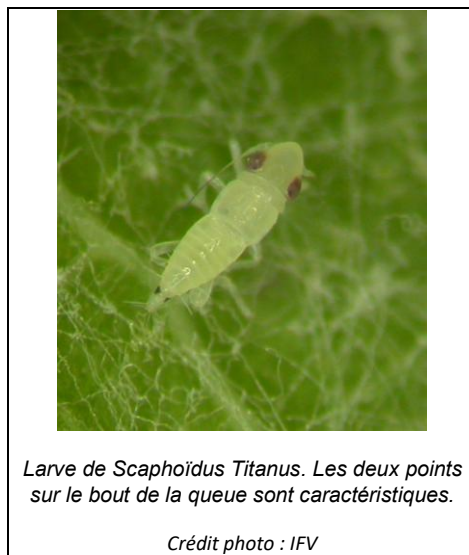 Larve de Scaphoïdus Titanus. Les deux points
sur le bout de la queue sont caractéristiques.
Crédit photo : IFV